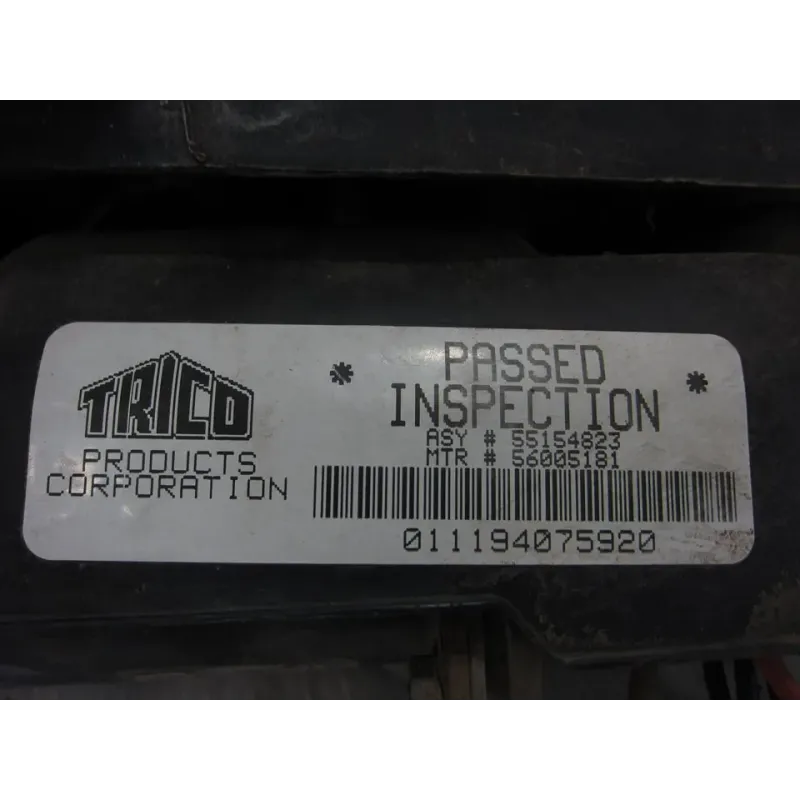 TRICO
PRODUCTS
CORPORATION
* PASSED *
INSPECTION
ASY # 55154823
MTR # 56005181
011194075920